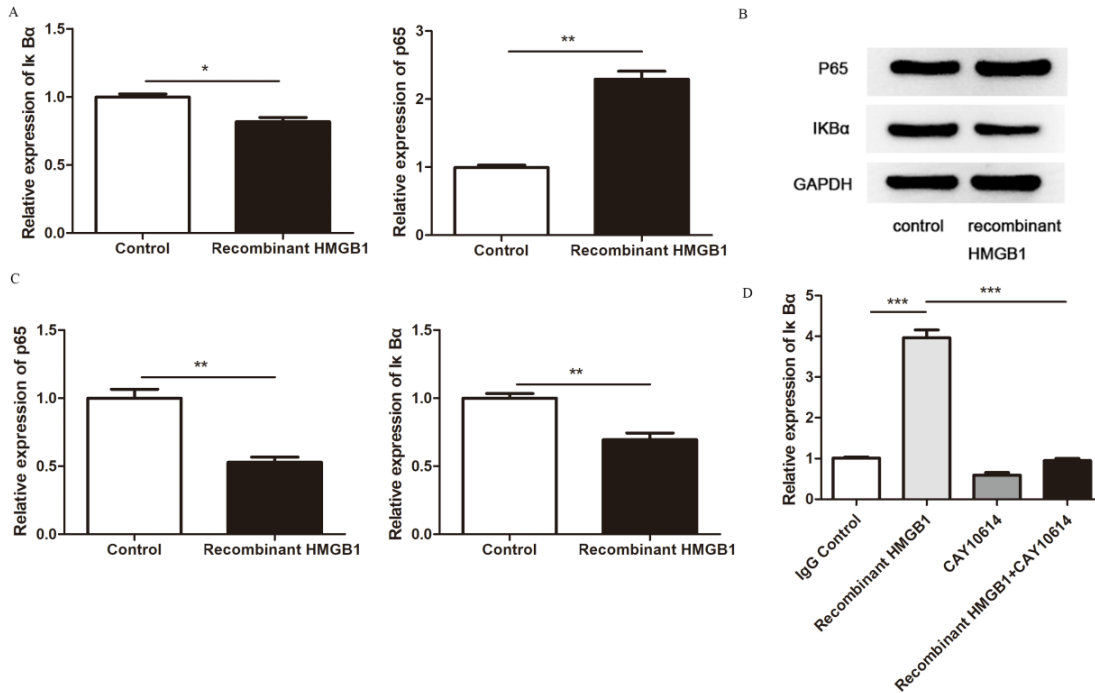 A
Relative expression of Iκ Bα
1.5
1.0
0.5
0.0
*
Control
Recombinant HMGB1
Relative expression of p65
3
2
1
0
**
Control
Recombinant HMGB1
B
P65
IKBα
GAPDH
control
recombinant
HMGB1
C
Relative expression of p65
1.5
1.0
0.5
0.0
**
Control
Recombinant HMGB1
Relative expression of Iκ Bα
1.5
1.0
0.5
0.0
**
Control
Recombinant HMGB1
D
Relative expression of Iκ Bα
5
4
3
2
1
0
***
***
IgG Control
Recombinant HMGB1
CAY10614
Recombinant HMGB1+CAY10614